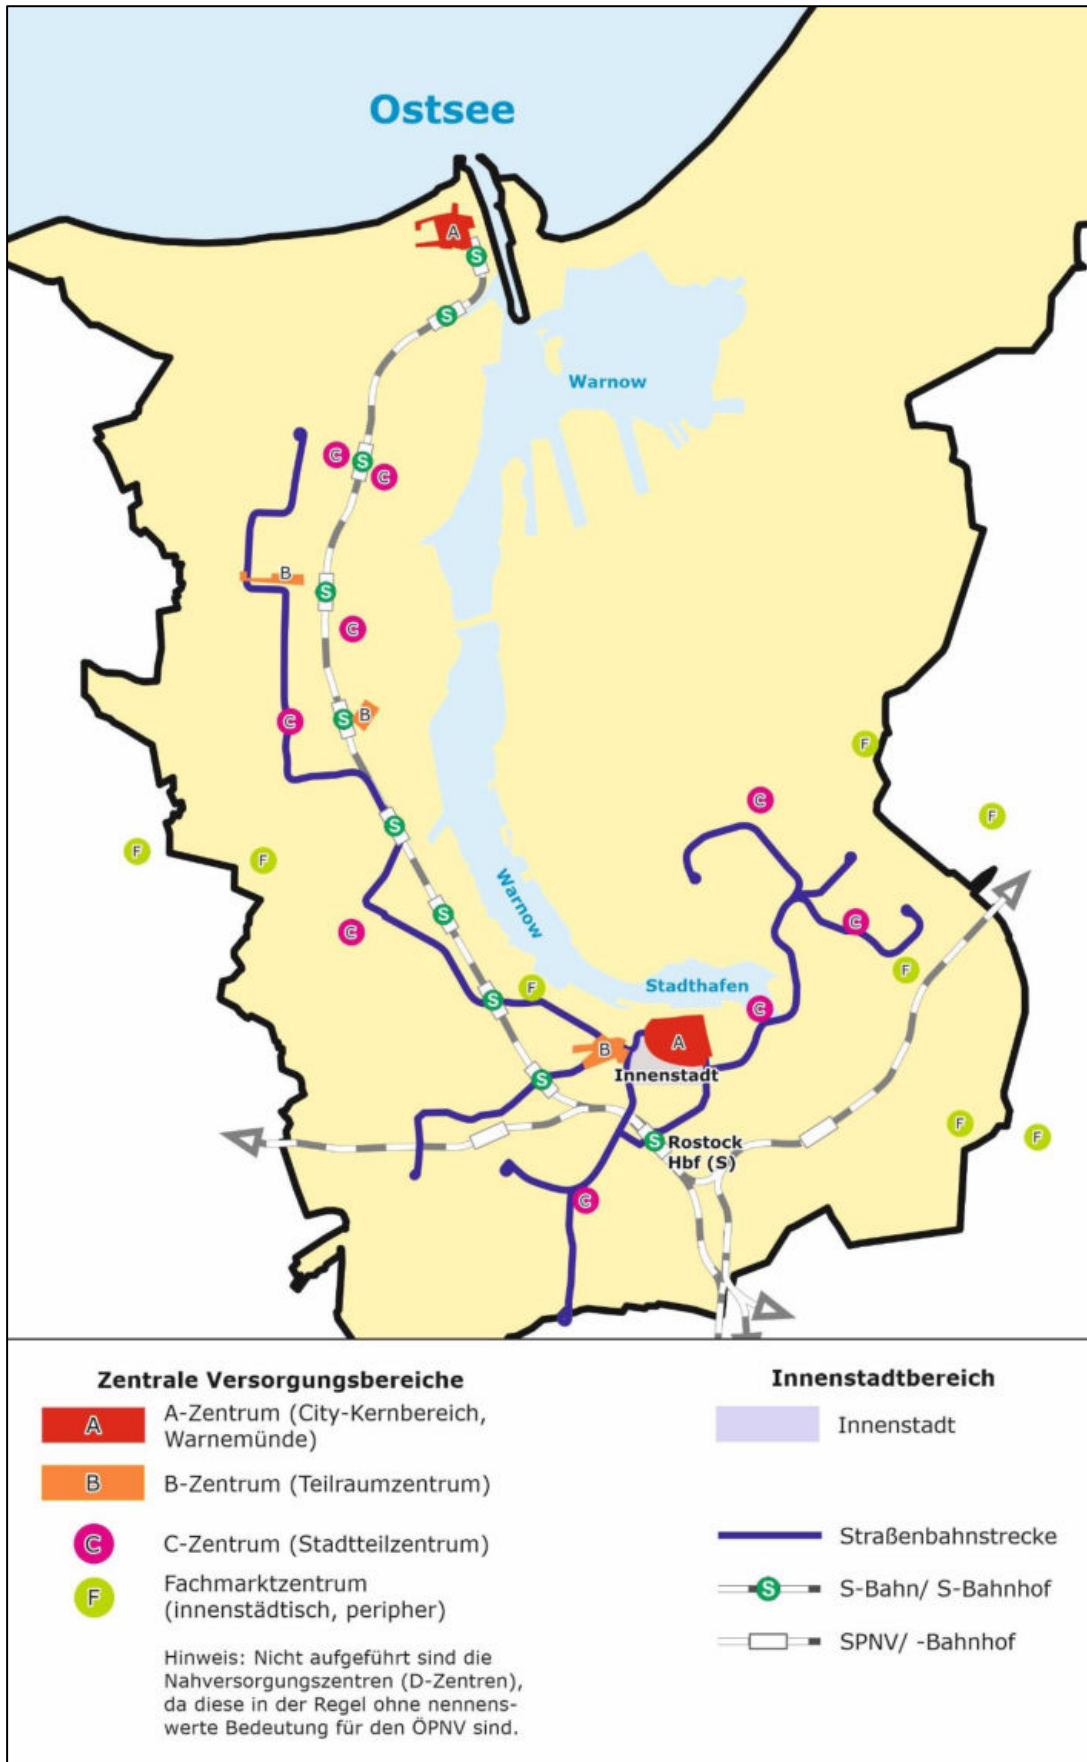 Ostsee
A
S
S
Warnow
C
S
C
B
S
C
B
S
C
F
C
S
F
F
F
S
C
C
Warnow
F
F
S
Stadthafen
C
B
A
Innenstadt
S
S
Rostock
Hbf (S)
F
F
C
Zentrale Versorgungsbereiche
A
A-Zentrum (City-Kernbereich,
Warnemünde)
B
B-Zentrum (Teilraumzentrum)
C
C-Zentrum (Stadtteilzentrum)
F
Fachmarktzentrum
(innenstädtisch, peripher)
Hinweis: Nicht aufgeführt sind die
Nahversorgungszentren (D-Zentren),
da diese in der Regel ohne nennens-
werte Bedeutung für den ÖPNV sind.
Innenstadtbereich
Innenstadt
Straßenbahnstrecke
S
S-Bahn/ S-Bahnhof
SPNV/ -Bahnhof